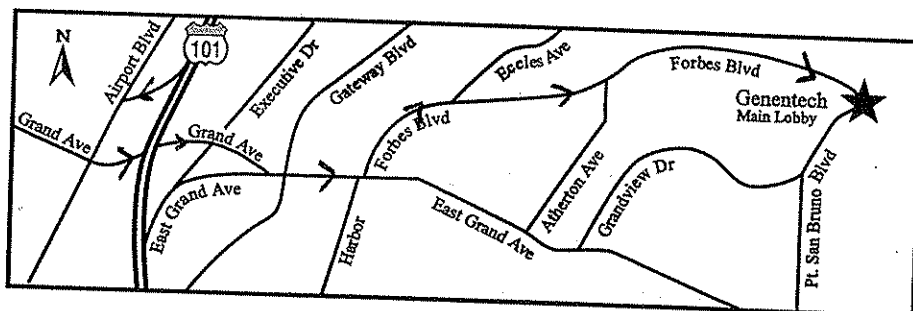 N
Airport Blvd
101
Executive Dr
Gateway Blvd
Eccles Ave
Forbes Blvd
Genentech
Main Lobby
Grand Ave
Grand Ave
Forbes Blvd
East Grand Ave
Harbor
East Grand Ave
Atherton Ave
Grandview Dr
Pt. San Bruno Blvd